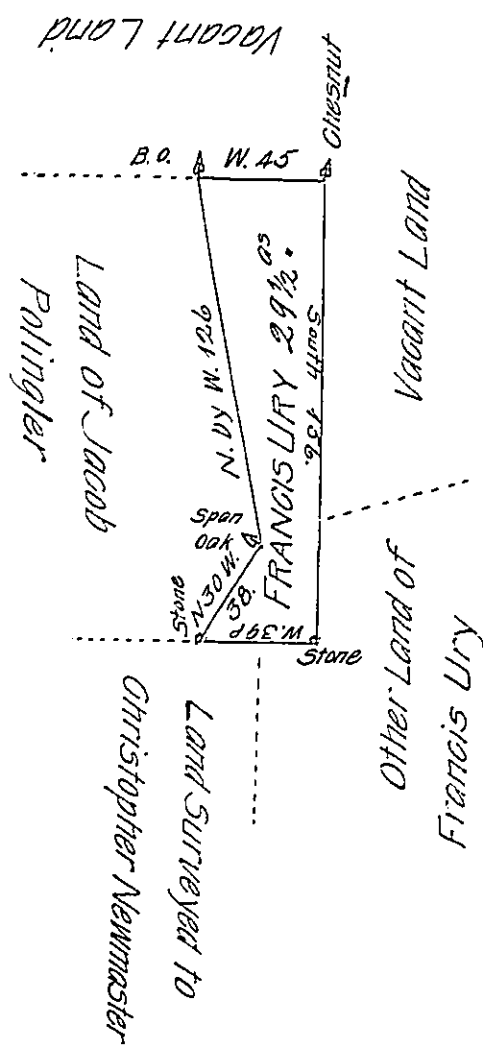 Vacant Land
Chesnut
B.O.
W. 45
Vacant Land
Land of Jacob
Polingler
N. by W. 126
FRANCIS URY 29½ as
South 136.
Span
Oak
N30W.
38.
Stone
W. 39P
Stone
Other Land of
Francis Ury
Land Surveyed to
Christopher Newmaster